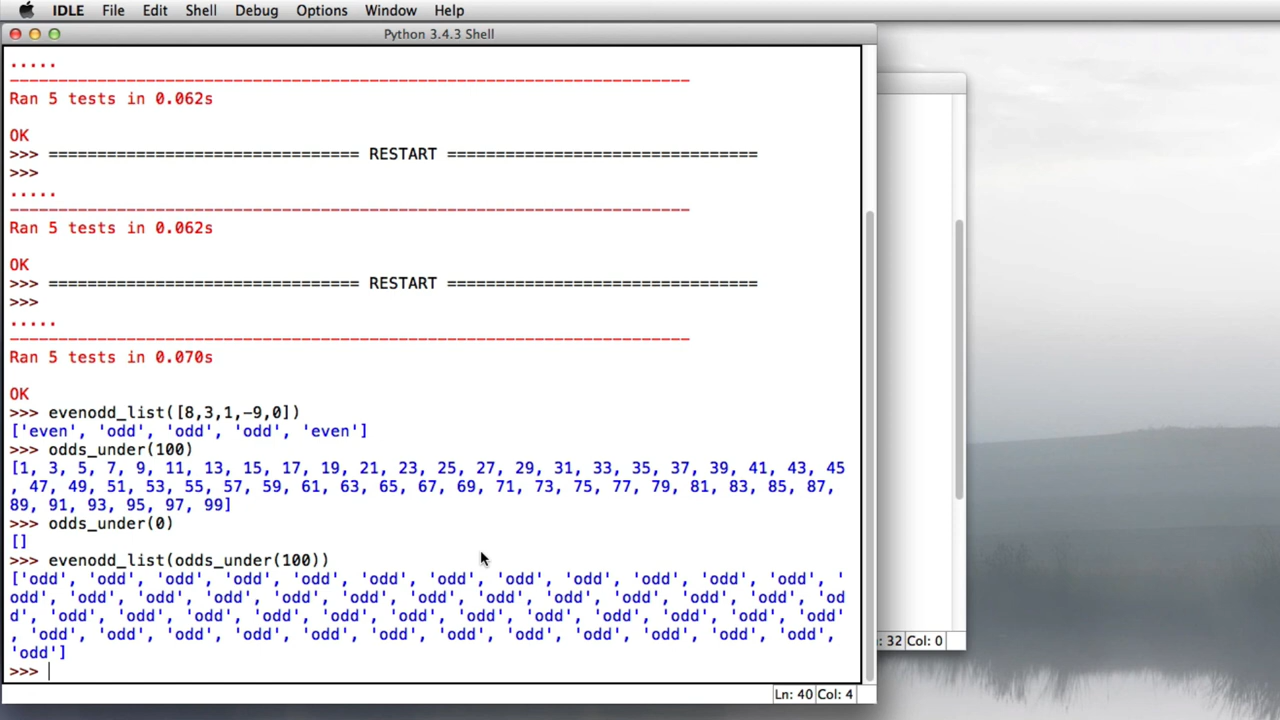 IDLE File Edit Shell Debug Options Window Help
Python 3.4.3 Shell
.....
----------------------------------------------------------------------
Ran 5 tests in 0.062s
OK
>>> ================================ RESTART ================================
>>>
.....
----------------------------------------------------------------------
Ran 5 tests in 0.062s
OK
>>> ================================ RESTART ================================
>>>
.....
----------------------------------------------------------------------
Ran 5 tests in 0.070s
OK
>>> evenodd_list([8,3,1,-9,0])
['even', 'odd', 'odd', 'odd', 'even']
>>> odds_under(100)
[1, 3, 5, 7, 9, 11, 13, 15, 17, 19, 21, 23, 25, 27, 29, 31, 33, 35, 37, 39, 41, 43, 45
, 47, 49, 51, 53, 55, 57, 59, 61, 63, 65, 67, 69, 71, 73, 75, 77, 79, 81, 83, 85, 87,
89, 91, 93, 95, 97, 99]
>>> odds_under(0)
[]
>>> evenodd_list(odds_under(100))
['odd', 'odd', 'odd', 'odd', 'odd', 'odd', 'odd', 'odd', 'odd', 'odd', 'odd', 'odd', '
odd', 'odd', 'odd', 'odd', 'odd', 'odd', 'odd', 'odd', 'odd', 'odd', 'odd', 'odd', 'od
d', 'odd', 'odd', 'odd', 'odd', 'odd', 'odd', 'odd', 'odd', 'odd', 'odd', 'odd', 'odd'
, 'odd', 'odd', 'odd', 'odd', 'odd', 'odd', 'odd', 'odd', 'odd', 'odd', 'odd', 'odd',
'odd']
>>>
Ln: 40 Col: 4
: 32 Col: 0